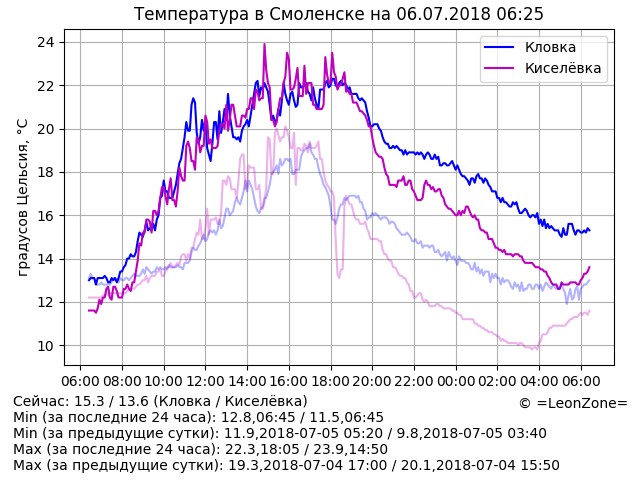 Температура в Смоленске на 06.07.2018 06:25
Кловка
Киселёвка
градусов Цельсия, °C
24
22
20
18
16
14
12
10
06:00 08:00 10:00 12:00 14:00 16:00 18:00 20:00 22:00 00:00 02:00 04:00 06:00
Сейчас: 15.3 / 13.6 (Кловка / Киселёвка)
© =LeonZone=
Min (за последние 24 часа): 12.8,06:45 / 11.5,06:45
Min (за предыдущие сутки): 11.9,2018-07-05 05:20 / 9.8,2018-07-05 03:40
Max (за последние 24 часа): 22.3,18:05 / 23.9,14:50
Max (за предыдущие сутки): 19.3,2018-07-04 17:00 / 20.1,2018-07-04 15:50